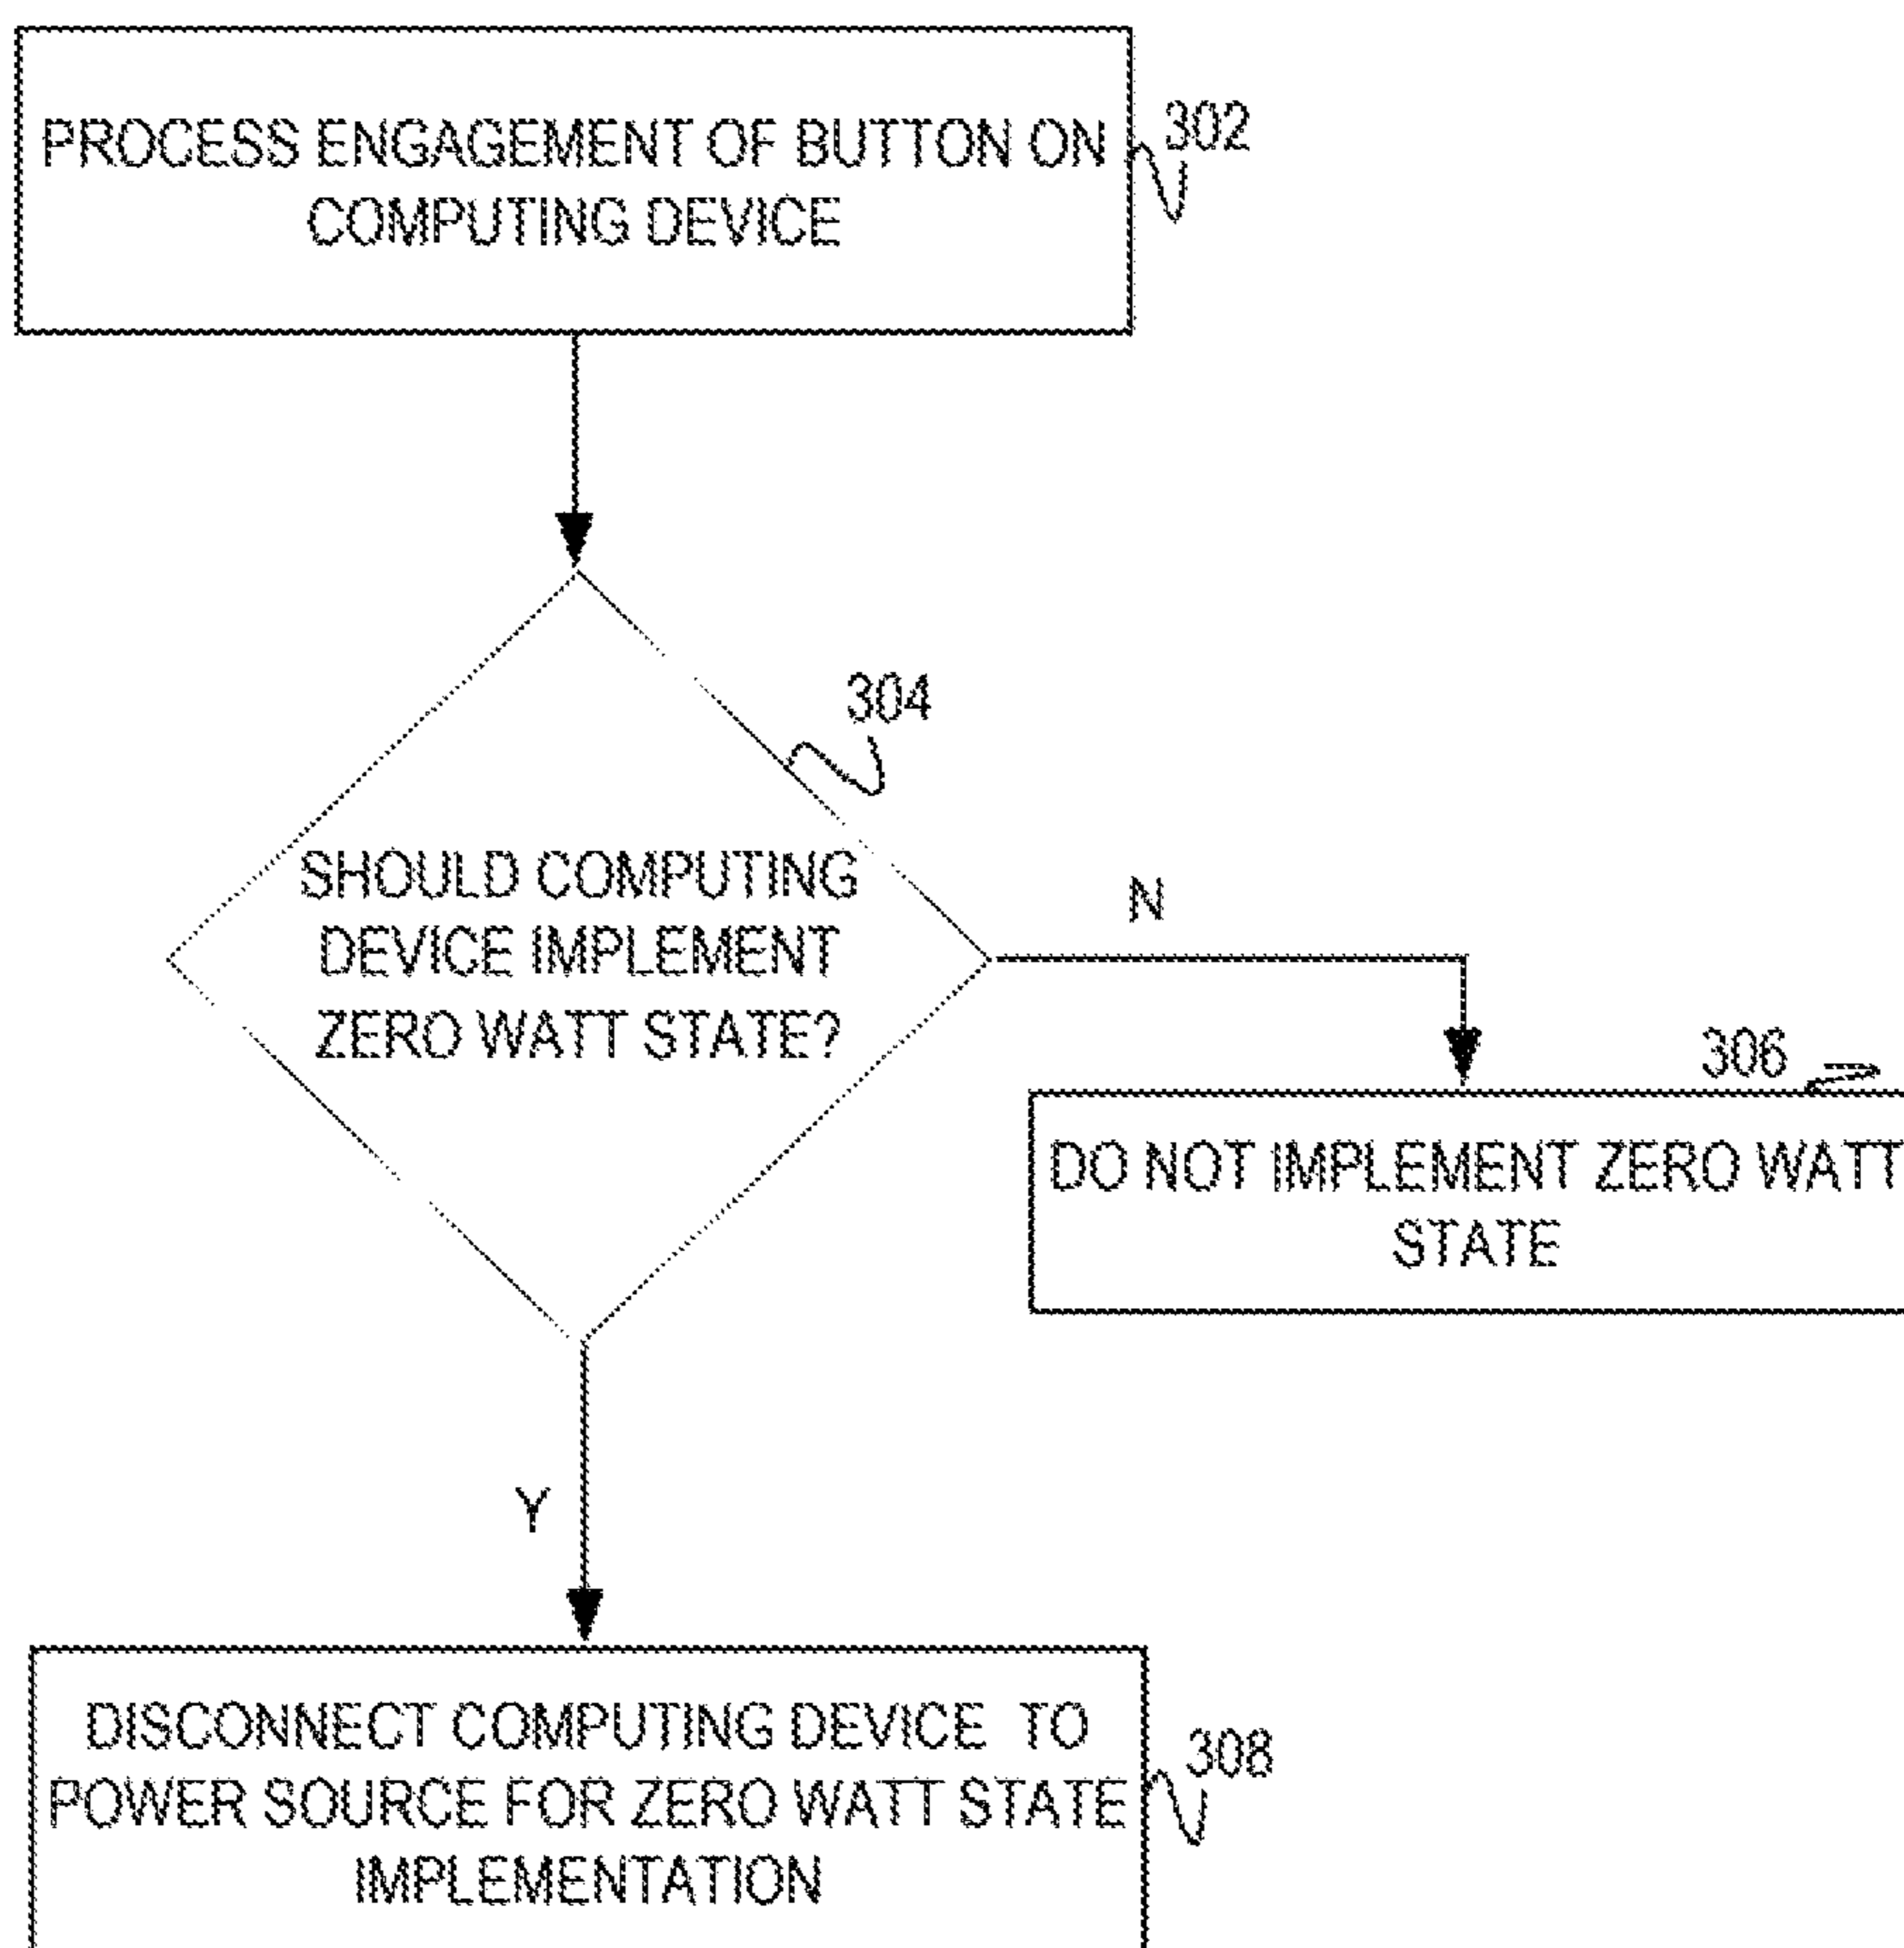 PROCESS ENGAGEMENT OF BUTTON ON
COMPUTING DEVICE
302
304
SHOULD COMPUTING
DEVICE IMPLEMENT
ZERO WATT STATE?
N
306
DO NOT IMPLEMENT ZERO WATT
STATE
Y
DISCONNECT COMPUTING DEVICE TO
POWER SOURCE FOR ZERO WATT STATE
IMPLEMENTATION
308